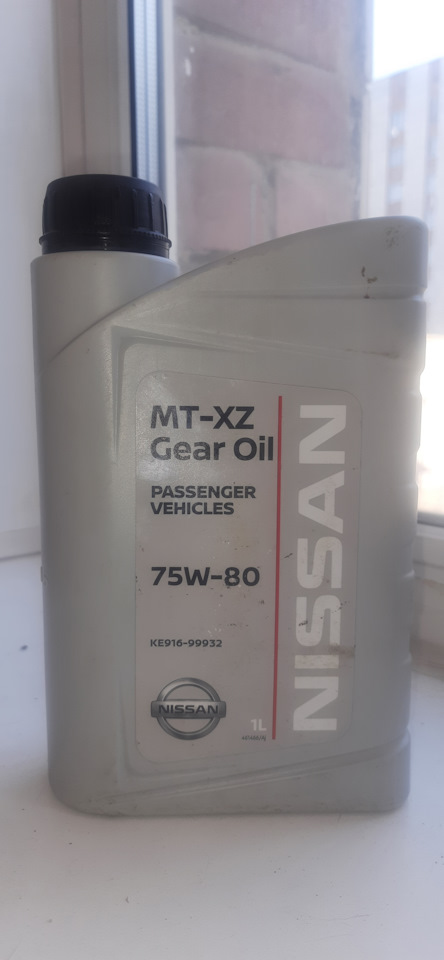 MT-XZ
Gear Oil
PASSENGER
VEHICLES
75W-80
KE916-99932
NISSAN
1L
NISSAN